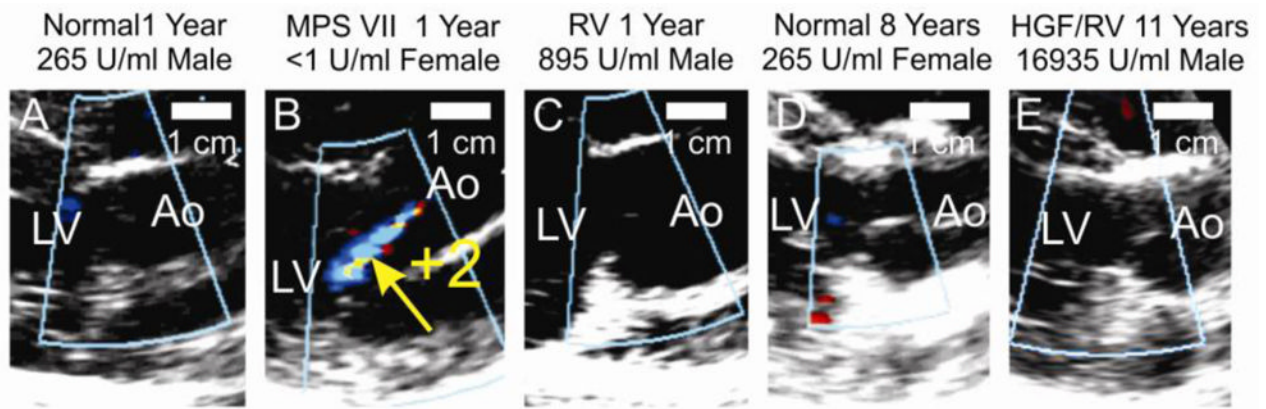 Normal1 Year
265 U/ml Male
MPS VII 1 Year
<1 U/ml Female
RV 1 Year
895 U/ml Male
Normal 8 Years
265 U/ml Female
HGF/RV 11 Years
16935 U/ml Male
A
1 cm
LV
Ao
B
1 cm
Ao
+2
LV
C
1 cm
LV
Ao
D
1 cm
LV
Ao
E
1 cm
LV
Ao